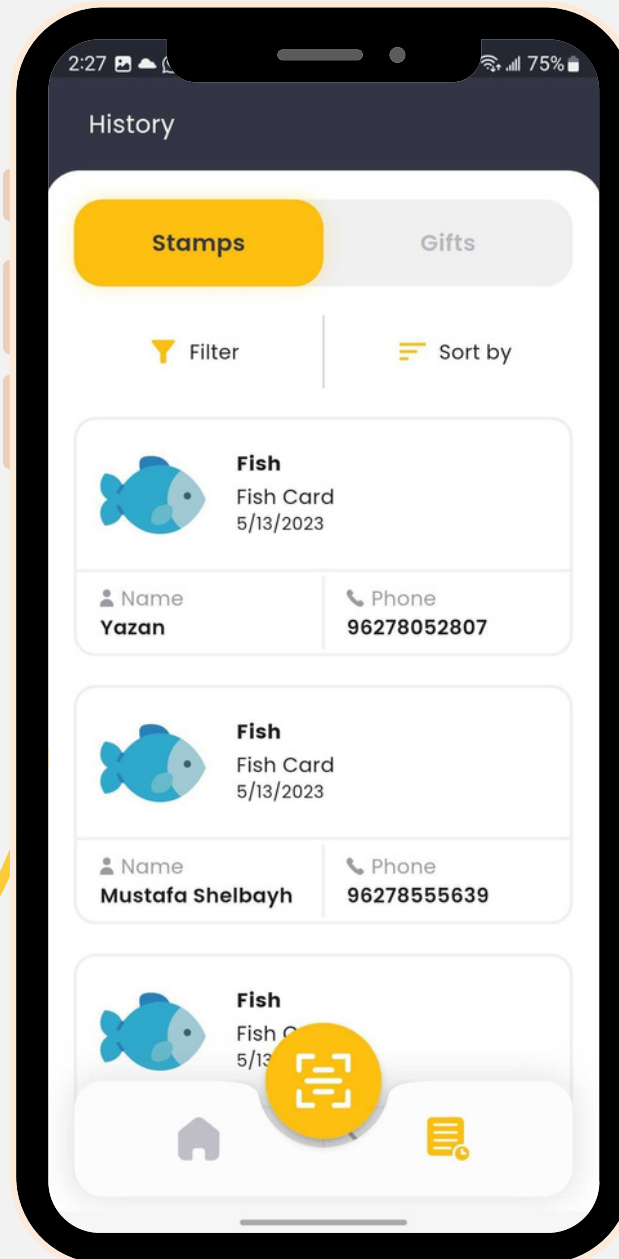 2:27 75%
History
Stamps Gifts
Filter Sort by
Fish
Fish Card
5/13/2023
Name Phone
Yazan 96278052807
Fish
Fish Card
5/13/2023
Name Phone
Mustafa Shelbayh 96278555639
Fish
Fish